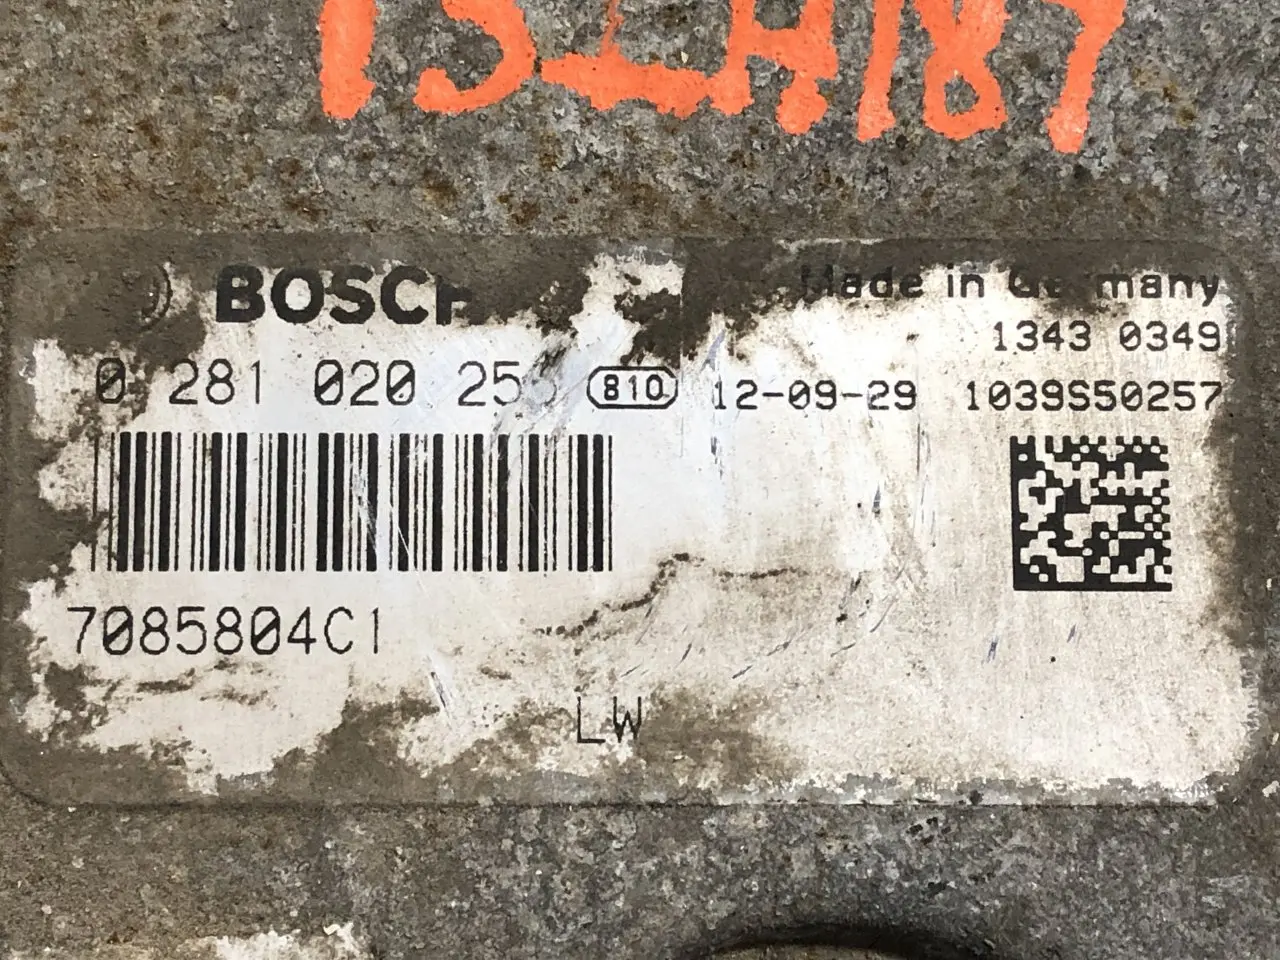 BOSCH
Made in Germany
1343 0349
0 281 020 25
810
12-09-29
1039S50257
7085804C1
LW